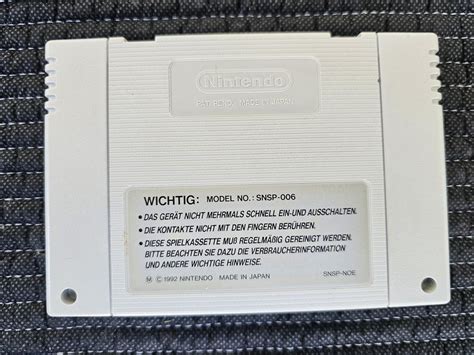 Nintendo
PAT. PEND. MADE IN JAPAN
WICHTIG: MODEL NO.: SNSP-006
• DAS GERÄT NICHT MEHRMALS SCHNELL EIN-UND AUSSCHALTEN.
• DIE KONTAKTE NICHT MIT DEN FINGERN BERÜHREN.
• DIESE SPIELKASSETTE MUß REGELMÄßIG GEREINIGT WERDEN.
BITTE BEACHTEN SIE DAZU DIE VERBRAUCHERINFORMATION
UND ANDERE WICHTIGE HINWEISE.
Ⓜ © 1992 NINTENDO MADE IN JAPAN SNSP-NOE